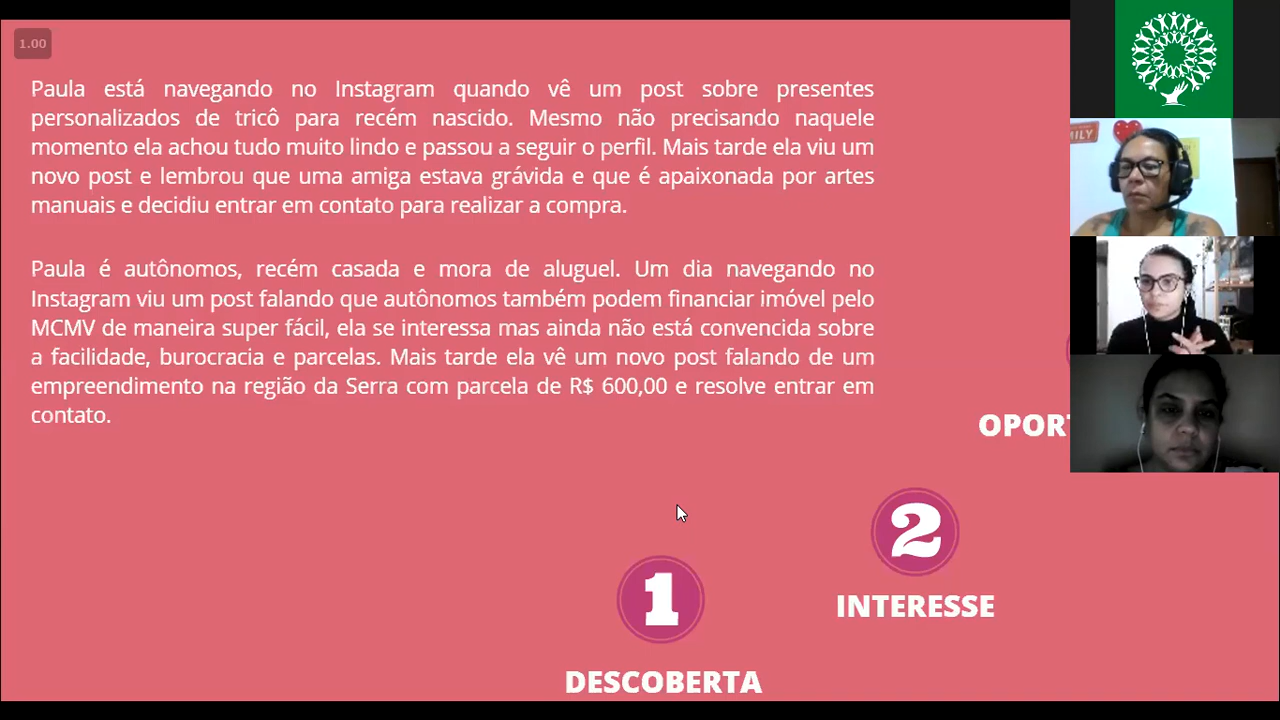 1.00
Paula está navegando no Instagram quando vê um post sobre presentes
personalizados de tricô para recém nascido. Mesmo não precisando naquele
momento ela achou tudo muito lindo e passou a seguir o perfil. Mais tarde ela viu um
novo post e lembrou que uma amiga estava grávida e que é apaixonada por artes
manuais e decidiu entrar em contato para realizar a compra.
Paula é autônomos, recém casada e mora de aluguel. Um dia navegando no
Instagram viu um post falando que autônomos também podem financiar imóvel pelo
MCMV de maneira super fácil, ela se interessa mas ainda não está convencida sobre
a facilidade, burocracia e parcelas. Mais tarde ela vê um novo post falando de um
empreendimento na região da Serra com parcela de R$ 600,00 e resolve entrar em
contato.
OPORT
2
INTERESSE
1
DESCOBERTA